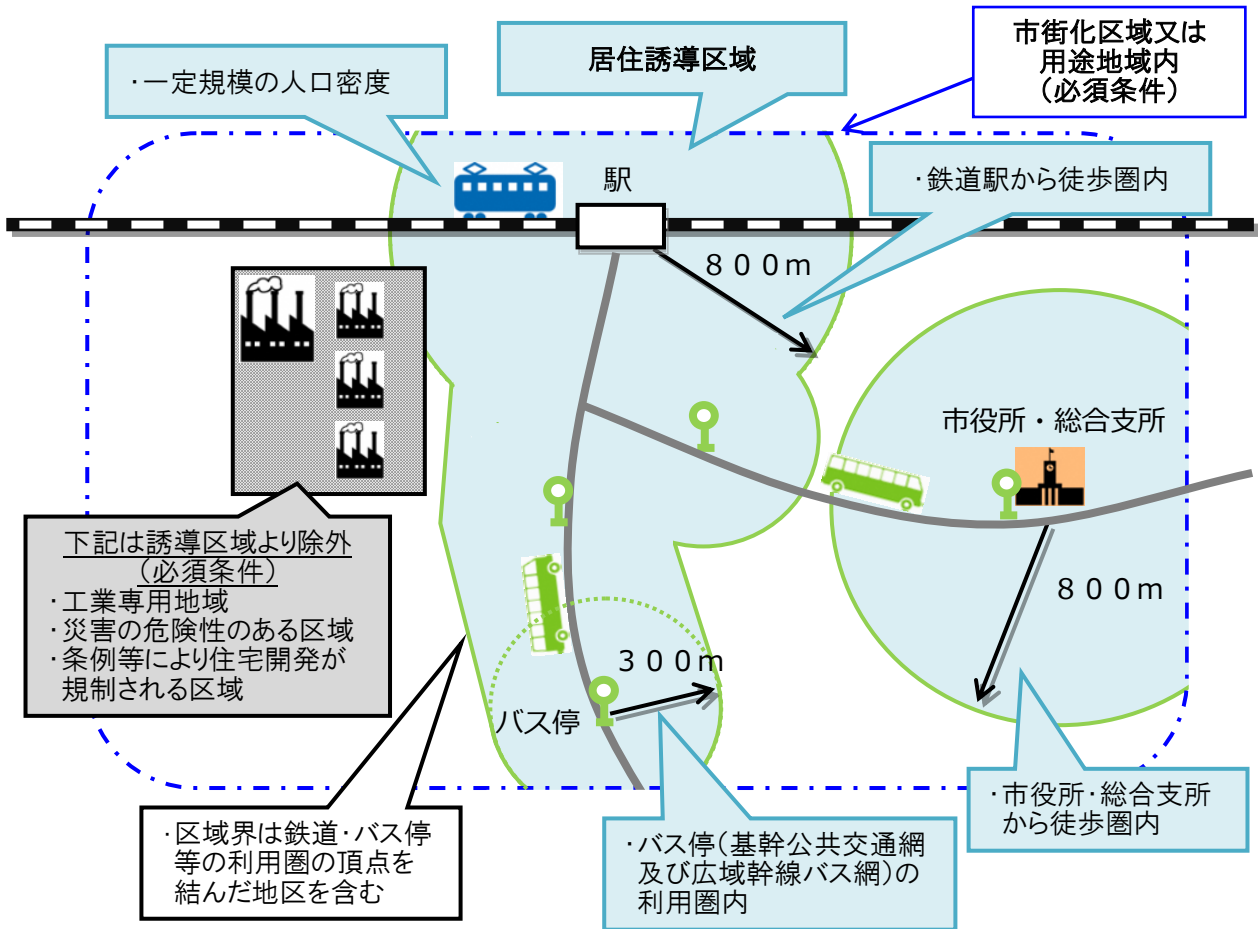 ・一定規模の人口密度
居住誘導区域
市街化区域又は
用途地域内
（必須条件）
駅
・鉄道駅から徒歩圏内
８００ｍ
市役所・総合支所
下記は誘導区域より除外
（必須条件）
・工業専用地域
・災害の危険性のある区域
・条例等により住宅開発が
規制される区域
８００ｍ
３００ｍ
バス停
・区域界は鉄道・バス停
等の利用圏の頂点を
結んだ地区を含む
・バス停（基幹公共交通網
及び広域幹線バス網）の
利用圏内
・市役所・総合支所
から徒歩圏内